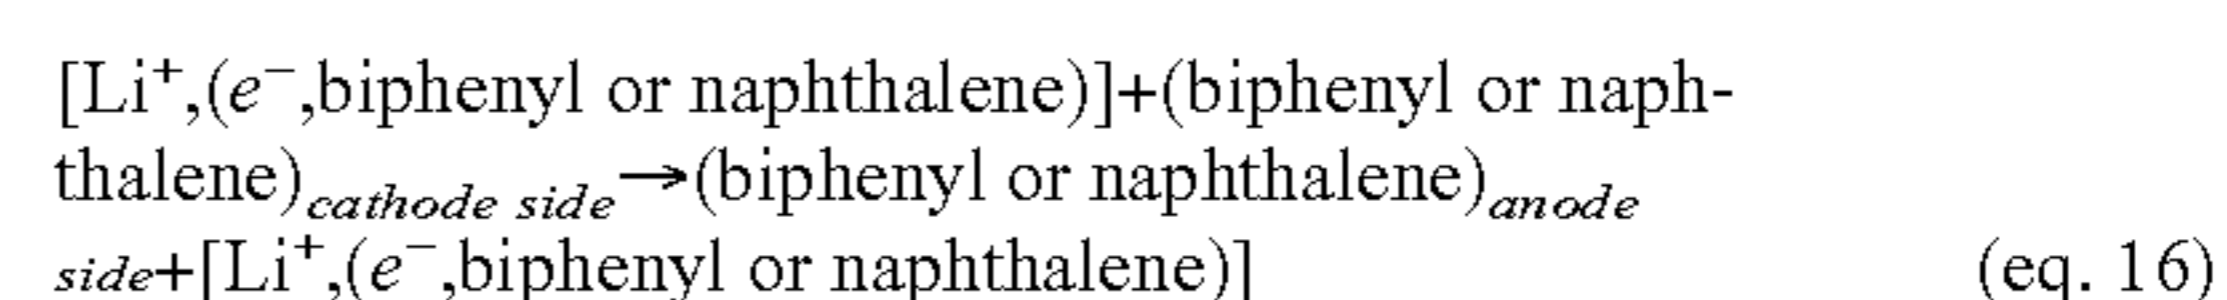 [Li⁺,(e⁻,biphenyl or naphthalene)]+(biphenyl or naph-
thalene)cathode side→(biphenyl or naphthalene)anode
side+[Li⁺,(e⁻,biphenyl or naphthalene)] (eq. 16)